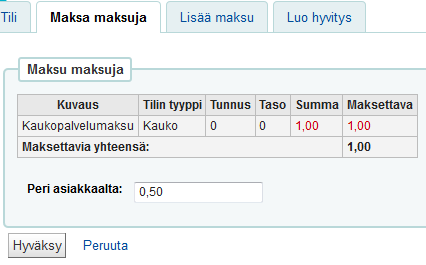 Tili Maksa maksuja Lisää maksu Luo hyvitys
Maksu maksuja
Kuvaus Tilin tyyppi Tunnus Taso Summa Maksettava
Kaukopalvelumaksu Kauko 0 0 1,00 1,00
Maksettavia yhteensä: 1,00
Peri asiakkaalta: 0,50
Hyväksy Peruuta